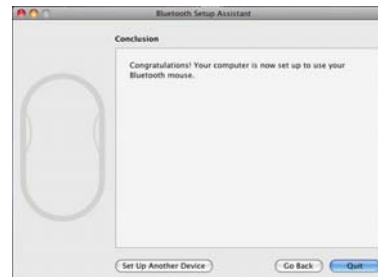 Bluetooth Setup Assistant
Conclusion
Congratulations! Your computer is now set up to use your
Bluetooth mouse.
Set Up Another Device
Go Back
Quit